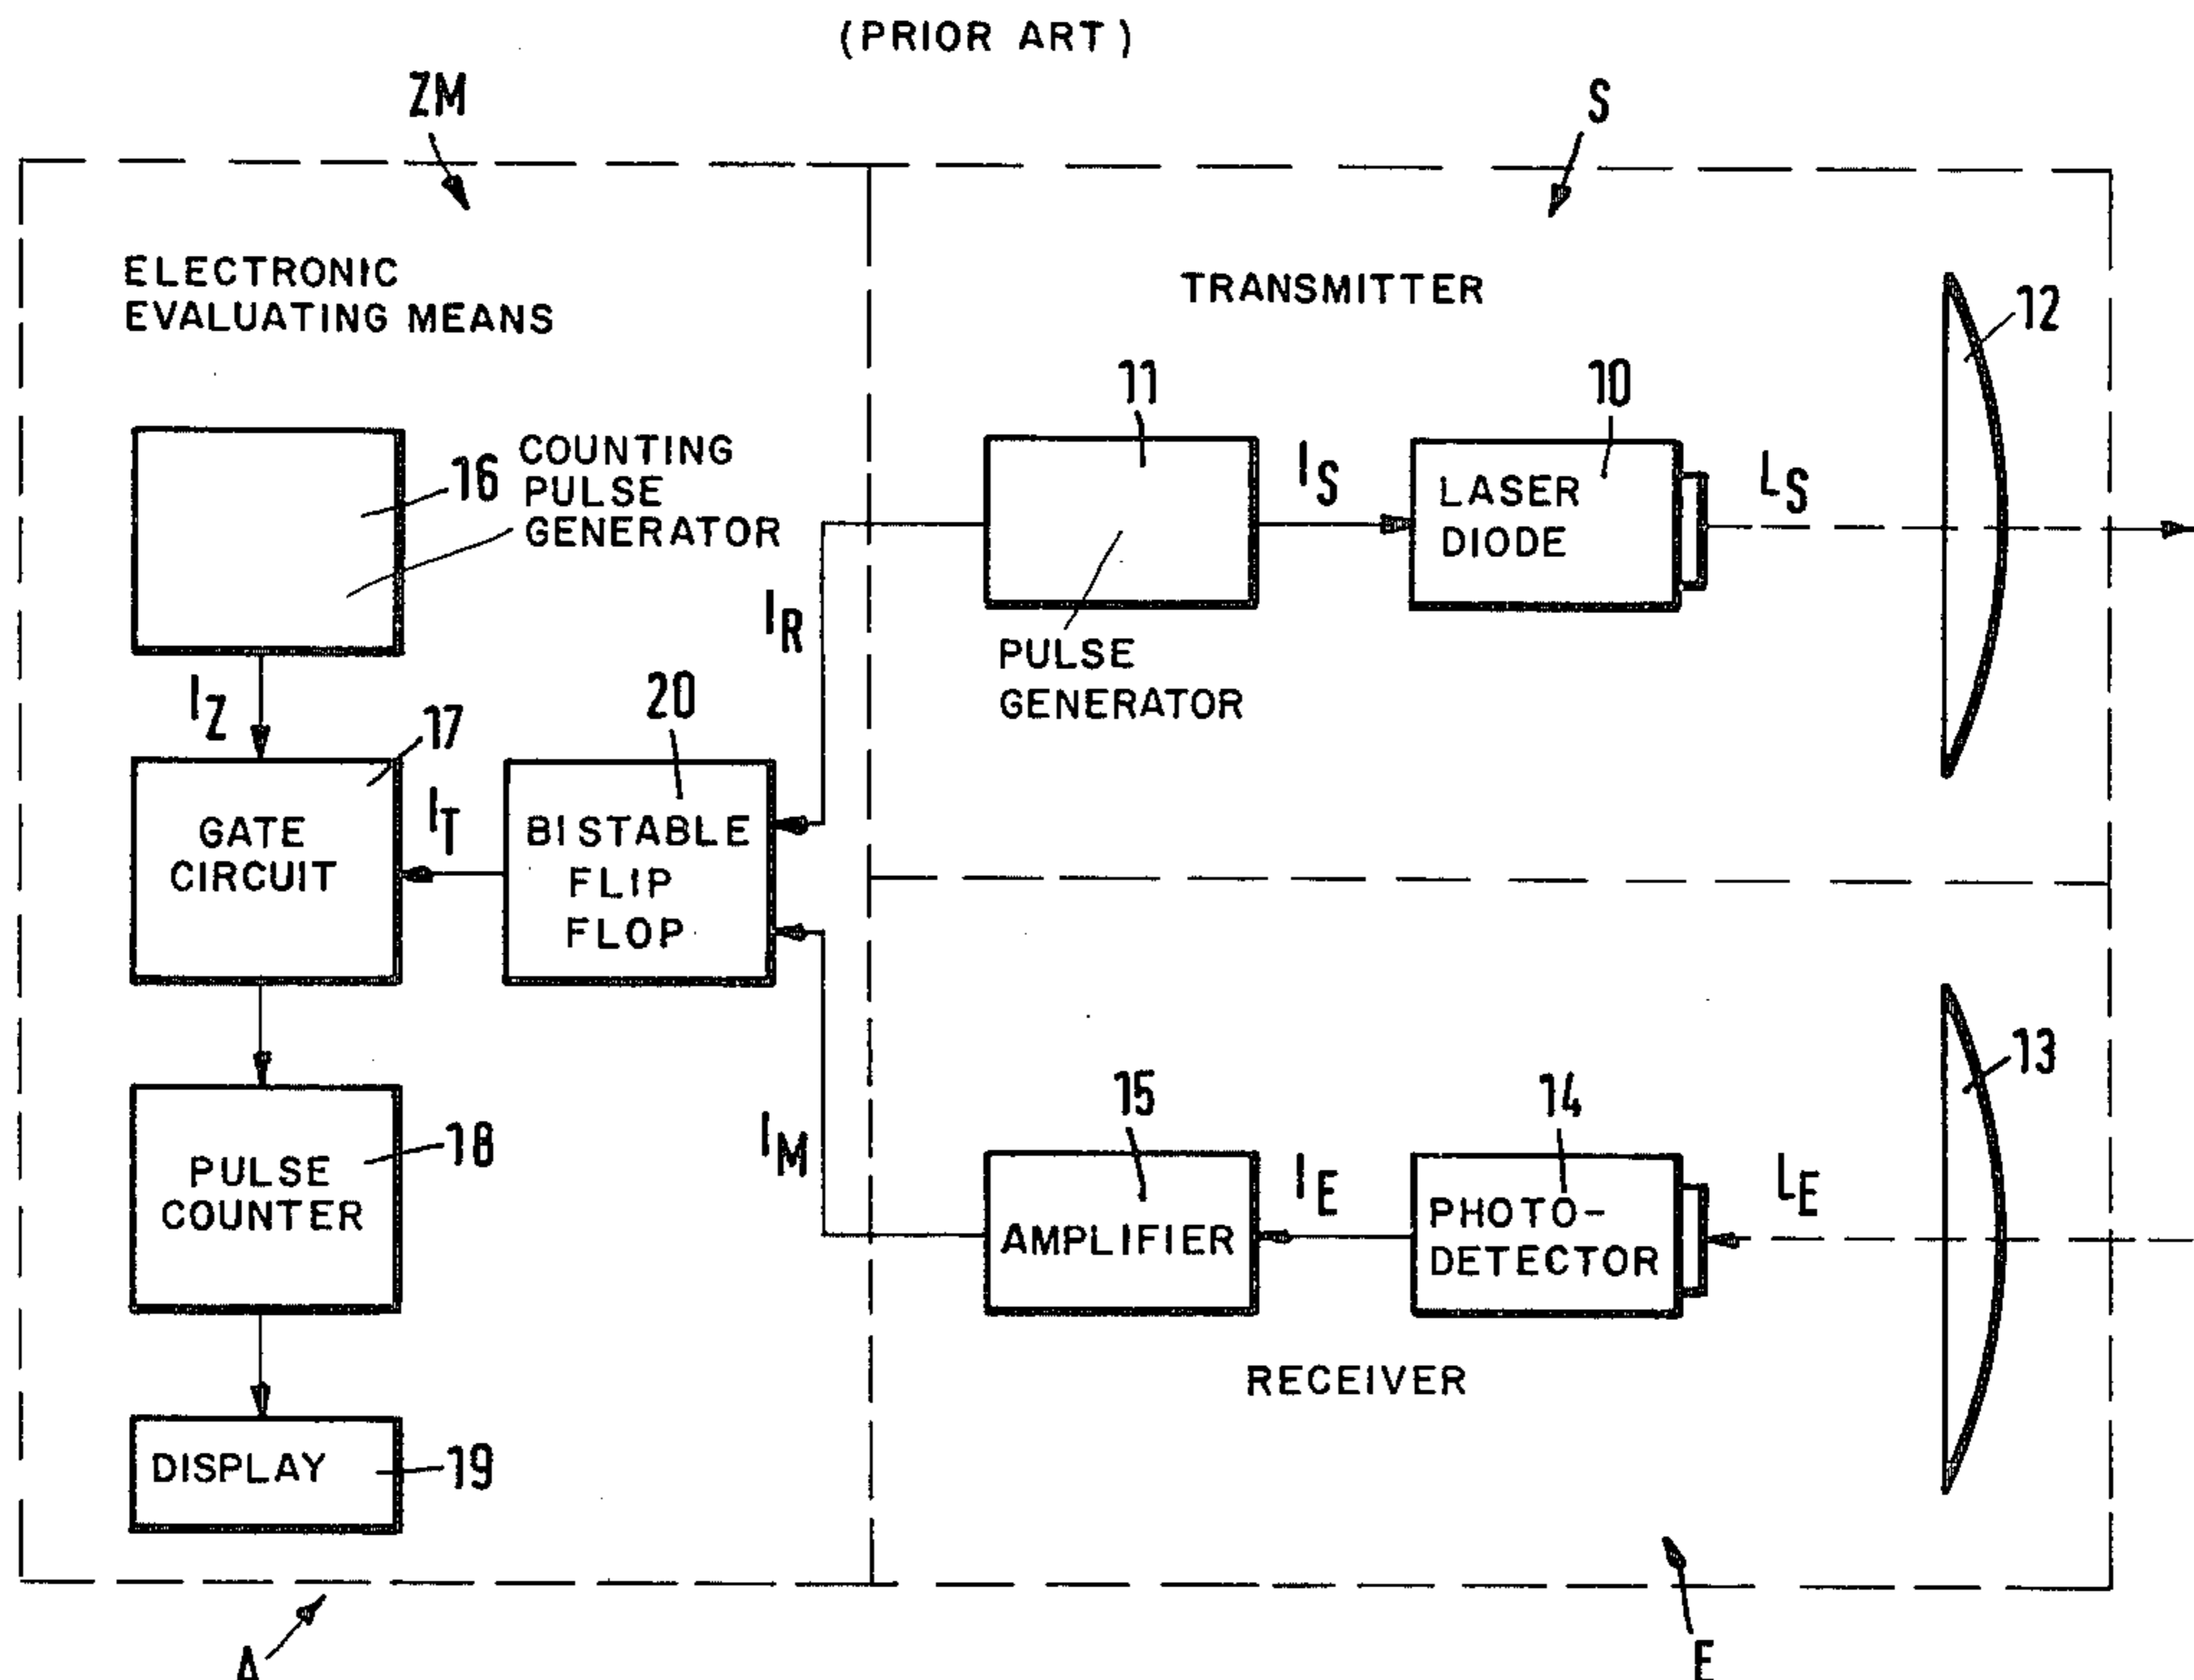 (PRIOR ART)
ZM
S
ELECTRONIC
EVALUATING MEANS
TRANSMITTER
12
11
10
16
COUNTING
PULSE
GENERATOR
I_S
LASER
DIODE
L_S
I_R
PULSE
GENERATOR
I_Z
17
20
GATE
CIRCUIT
I_T
BISTABLE
FLIP
FLOP
13
15
14
18
PULSE
COUNTER
I_M
AMPLIFIER
I_E
PHOTO-
DETECTOR
L_E
RECEIVER
DISPLAY
19
A
E